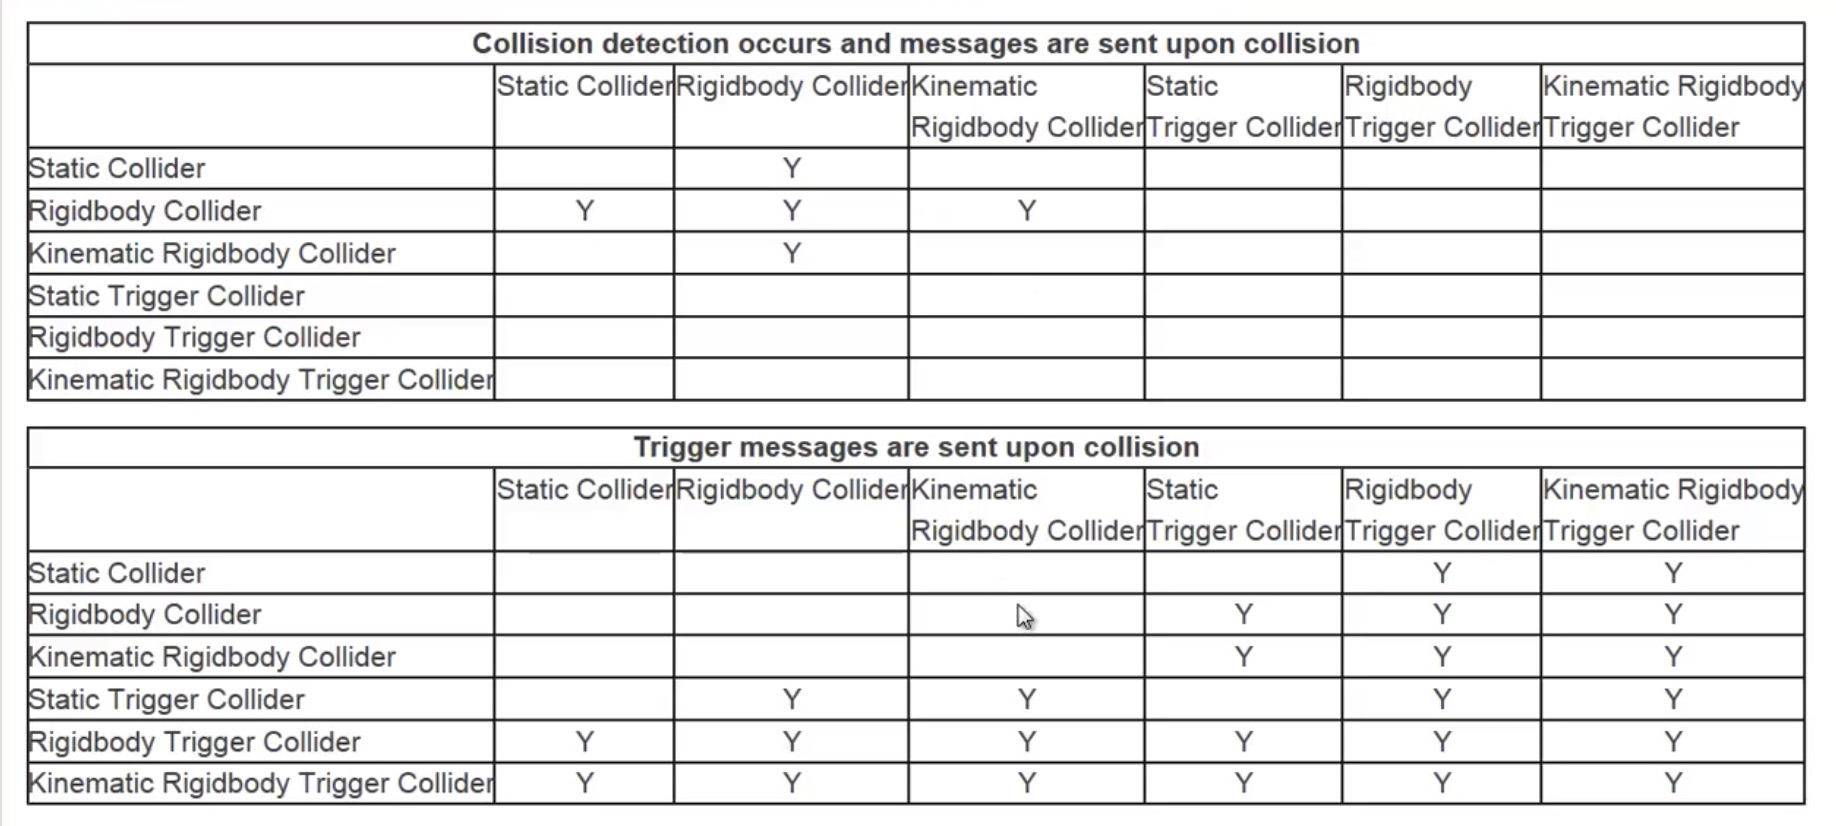 Collision detection occurs and messages are sent upon collision
Static Collider Rigidbody Collider Kinematic Rigidbody Collider Static Trigger Collider Rigidbody Trigger Collider Kinematic Rigidbody Trigger Collider
Static Collider Y
Rigidbody Collider Y Y Y
Kinematic Rigidbody Collider Y
Static Trigger Collider
Rigidbody Trigger Collider
Kinematic Rigidbody Trigger Collider
Trigger messages are sent upon collision
Static Collider Rigidbody Collider Kinematic Rigidbody Collider Static Trigger Collider Rigidbody Trigger Collider Kinematic Rigidbody Trigger Collider
Static Collider Y Y
Rigidbody Collider Y Y Y
Kinematic Rigidbody Collider Y Y Y
Static Trigger Collider Y Y Y Y
Rigidbody Trigger Collider Y Y Y Y Y Y
Kinematic Rigidbody Trigger Collider Y Y Y Y Y Y